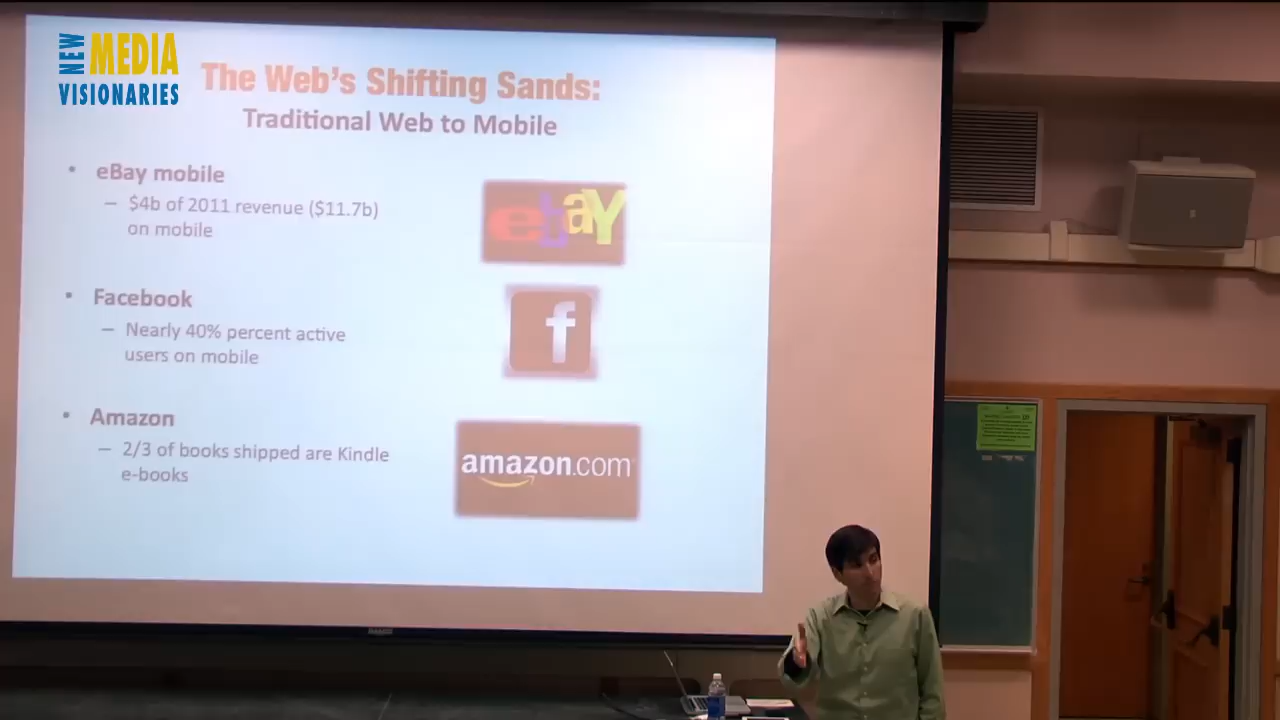 NEW MEDIA
VISIONARIES
The Web's Shifting Sands:
Traditional Web to Mobile
• eBay mobile
– $4b of 2011 revenue ($11.7b)
on mobile
ebay
• Facebook
– Nearly 40% percent active
users on mobile
f
• Amazon
– 2/3 of books shipped are Kindle
e-books
amazon.com